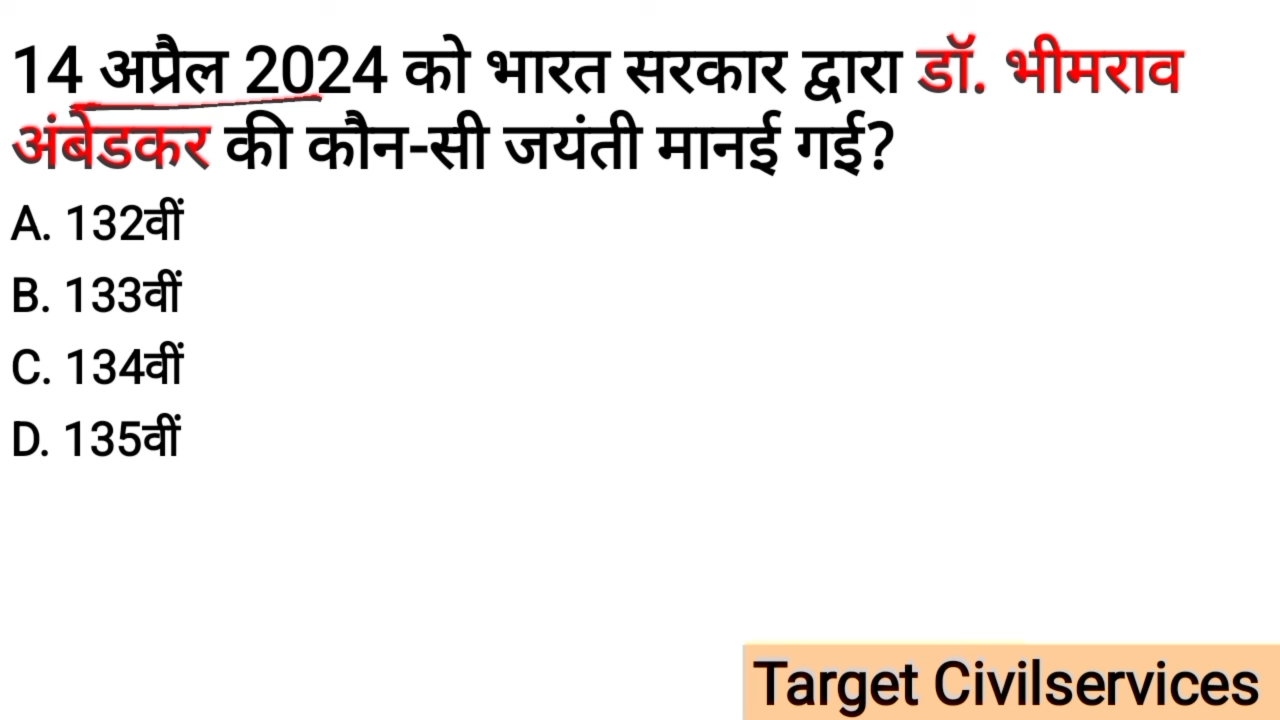 14 अप्रैल 2024 को भारत सरकार द्वारा डॉ. भीमराव
अंबेडकर की कौन-सी जयंती मानई गई?
A. 132वीं
B. 133वीं
C. 134वीं
D. 135वीं
Target Civilservices